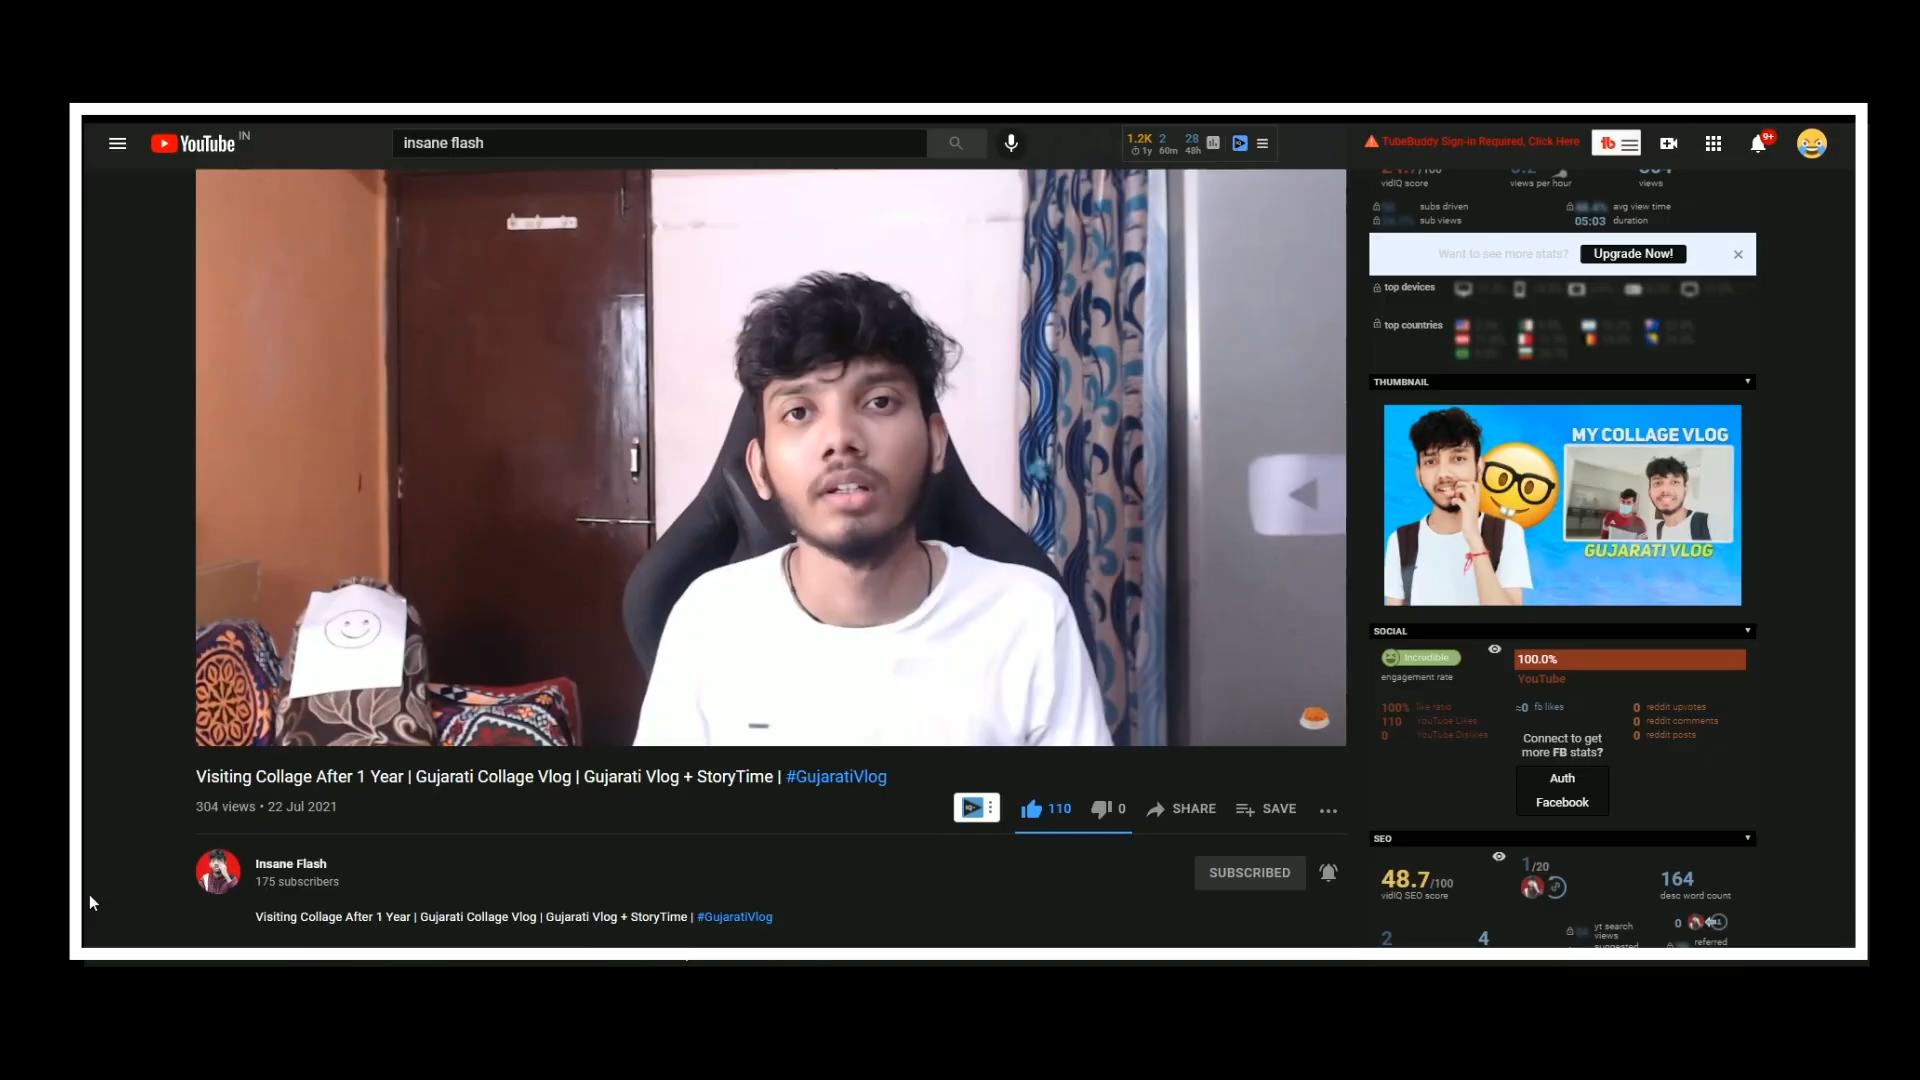 YouTube IN
insane flash
1.2K 2 28
1y 60m 48h
TubeBuddy Sign-in Required, Click Here
tb
9+
/100
vidIQ score
views per hour
views
subs driven
avg view time
sub views
05:03 duration
Want to see more stats? Upgrade Now!
top devices
top countries
THUMBNAIL
MY COLLAGE VLOG
GUJARATI VLOG
SOCIAL
Incredible
engagement rate
100.0%
YouTube
100% like ratio
110 YouTube Likes
0 YouTube Dislikes
≈0 fb likes
Connect to get
more FB stats?
Auth
Facebook
0 reddit upvotes
0 reddit comments
0 reddit posts
SEO
48.7/100
vidIQ SEO score
1/20
164
desc word count
2
4
yt search
views
suggested
0
referred
Visiting Collage After 1 Year | Gujarati Collage Vlog | Gujarati Vlog + StoryTime | #GujaratiVlog
304 views • 22 Jul 2021
110 0 SHARE SAVE
Insane Flash
175 subscribers
SUBSCRIBED
Visiting Collage After 1 Year | Gujarati Collage Vlog | Gujarati Vlog + StoryTime | #GujaratiVlog